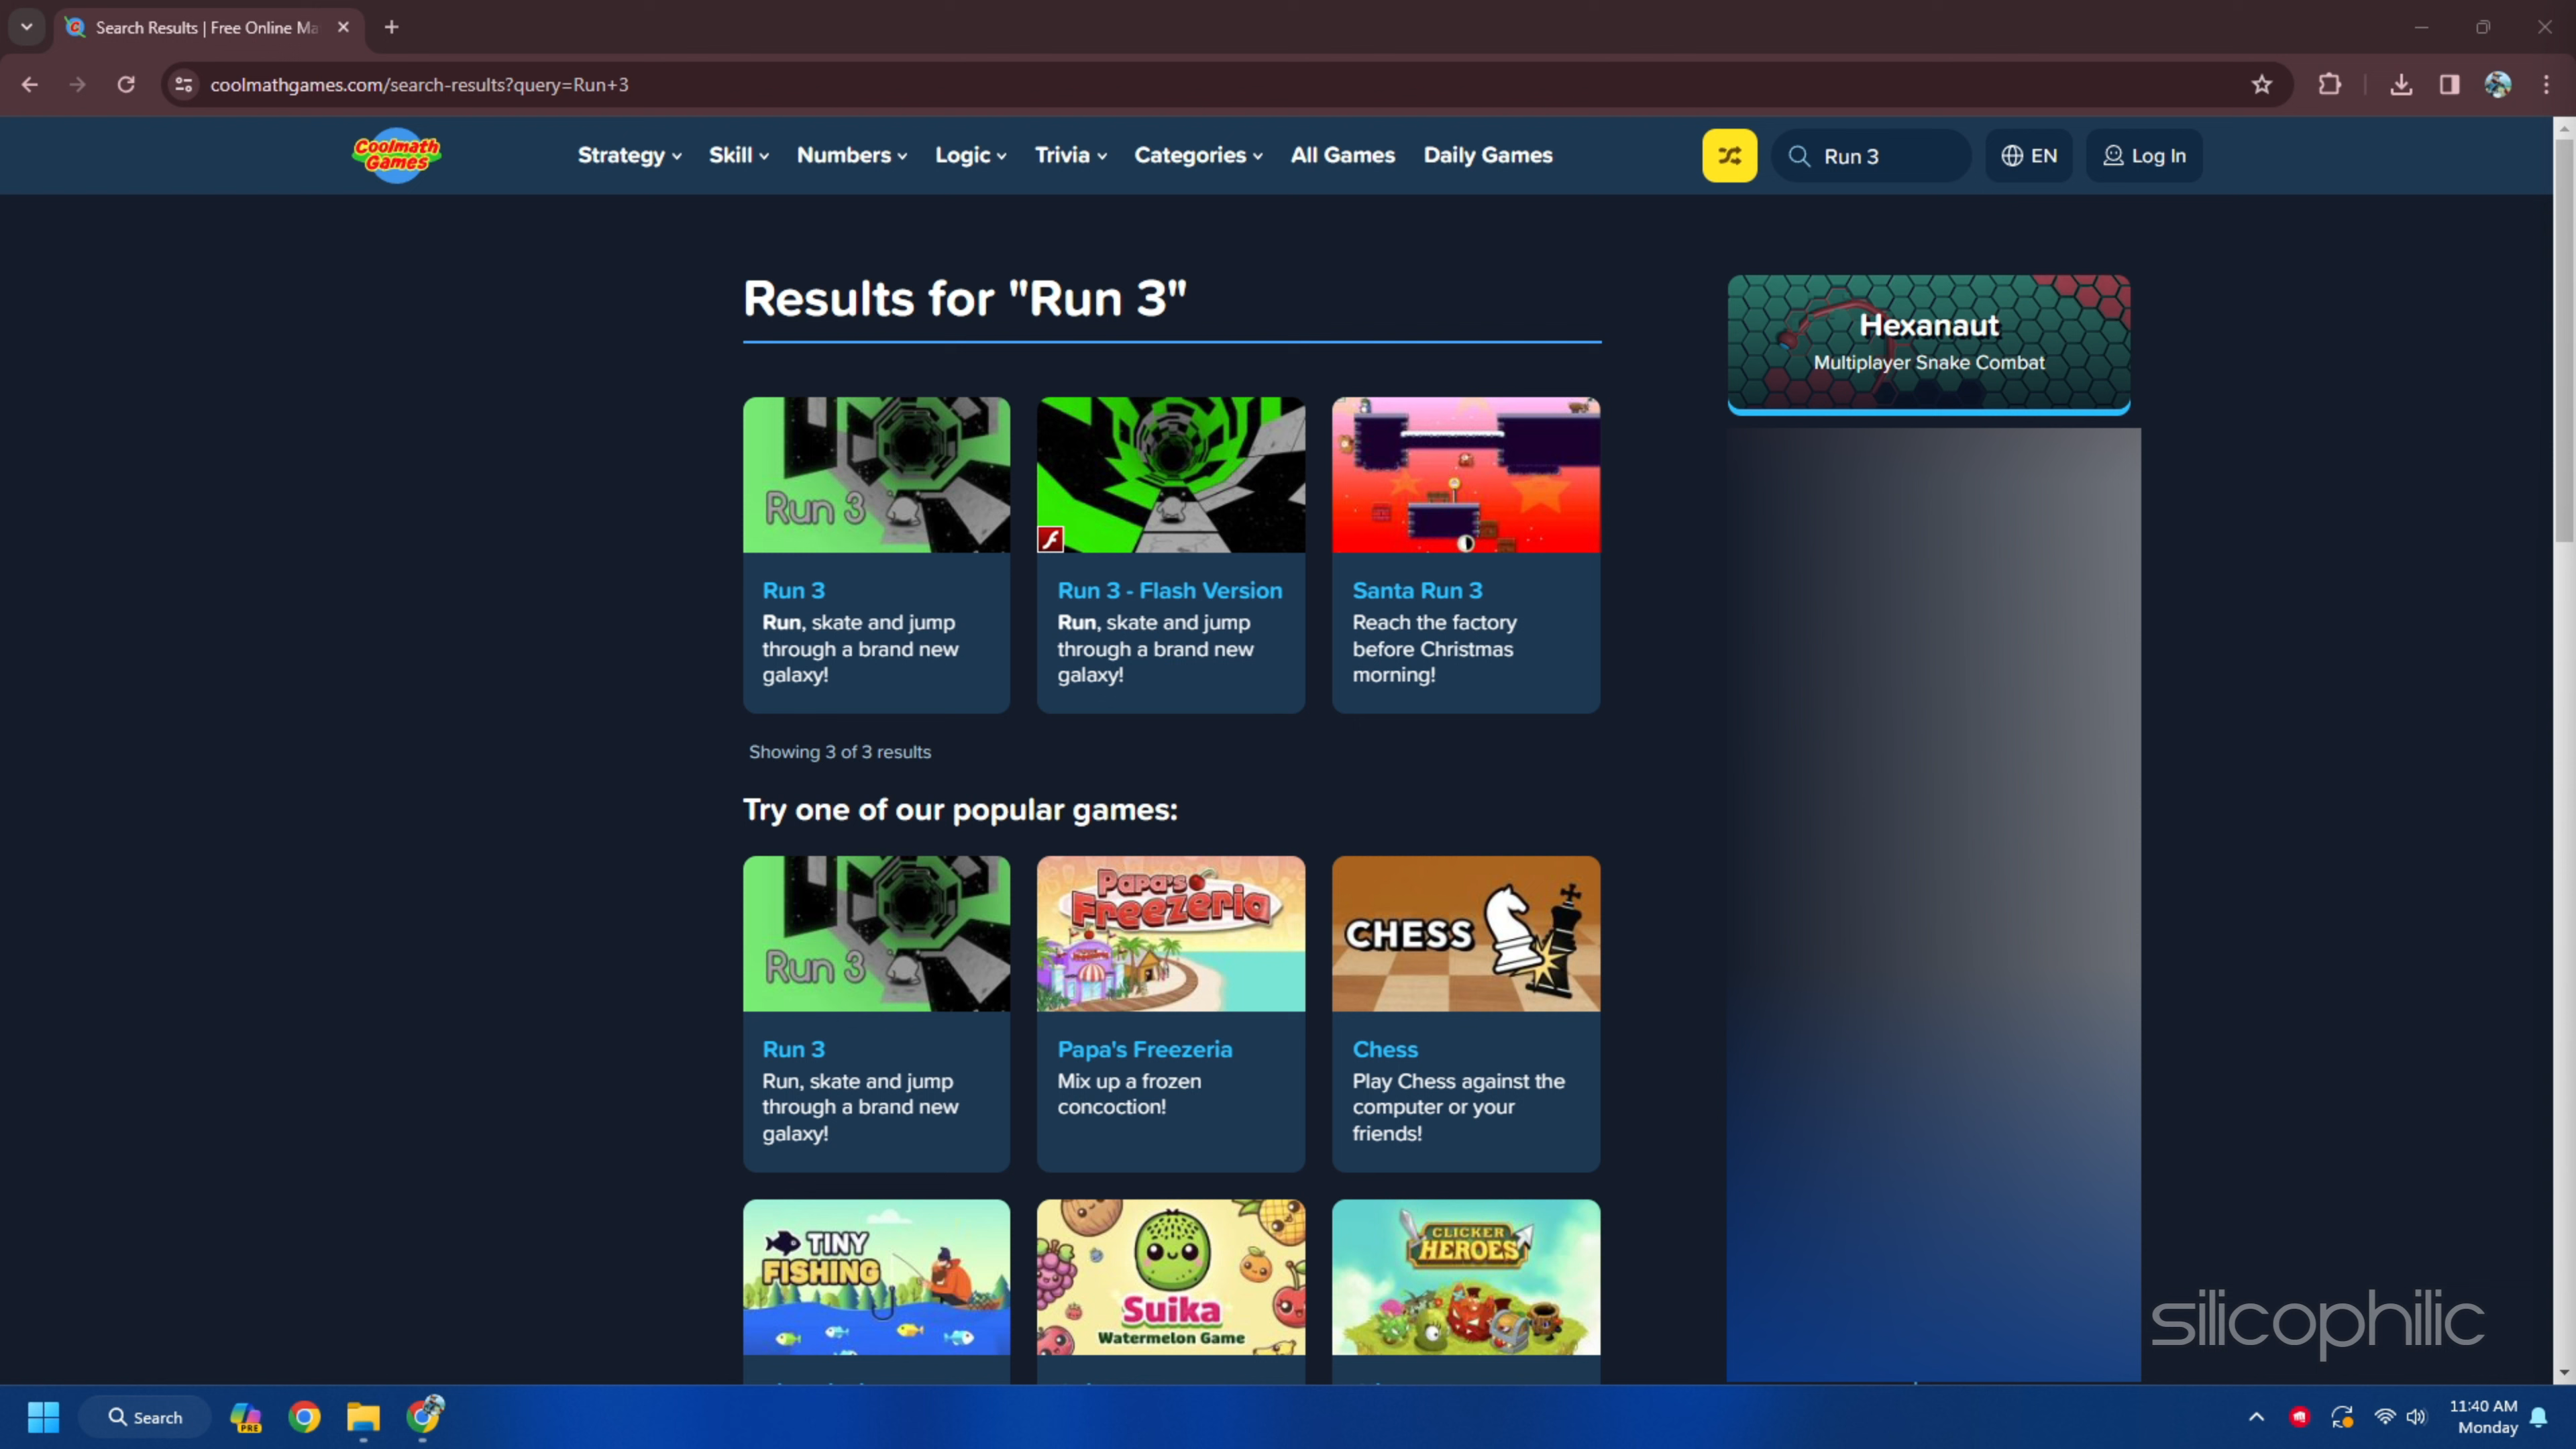 Search Results | Free Online Ma
coolmathgames.com/search-results?query=Run+3
Coolmath
Games
Strategy
Skill
Numbers
Logic
Trivia
Categories
All Games
Daily Games
Run 3
EN
Log In
Results for "Run 3"
Hexanaut
Multiplayer Snake Combat
Run 3
Run 3
Run, skate and jump
through a brand new
galaxy!
Run 3 - Flash Version
Run, skate and jump
through a brand new
galaxy!
Santa Run 3
Reach the factory
before Christmas
morning!
Showing 3 of 3 results
Try one of our popular games:
Run 3
Papa's
Freezeria
CHESS
Run 3
Run, skate and jump
through a brand new
galaxy!
Papa's Freezeria
Mix up a frozen
concoction!
Chess
Play Chess against the
computer or your
friends!
TINY
FISHING
Suika
Watermelon Game
CLICKER
HEROES
silicophilic
Search
PRE
11:40 AM
Monday